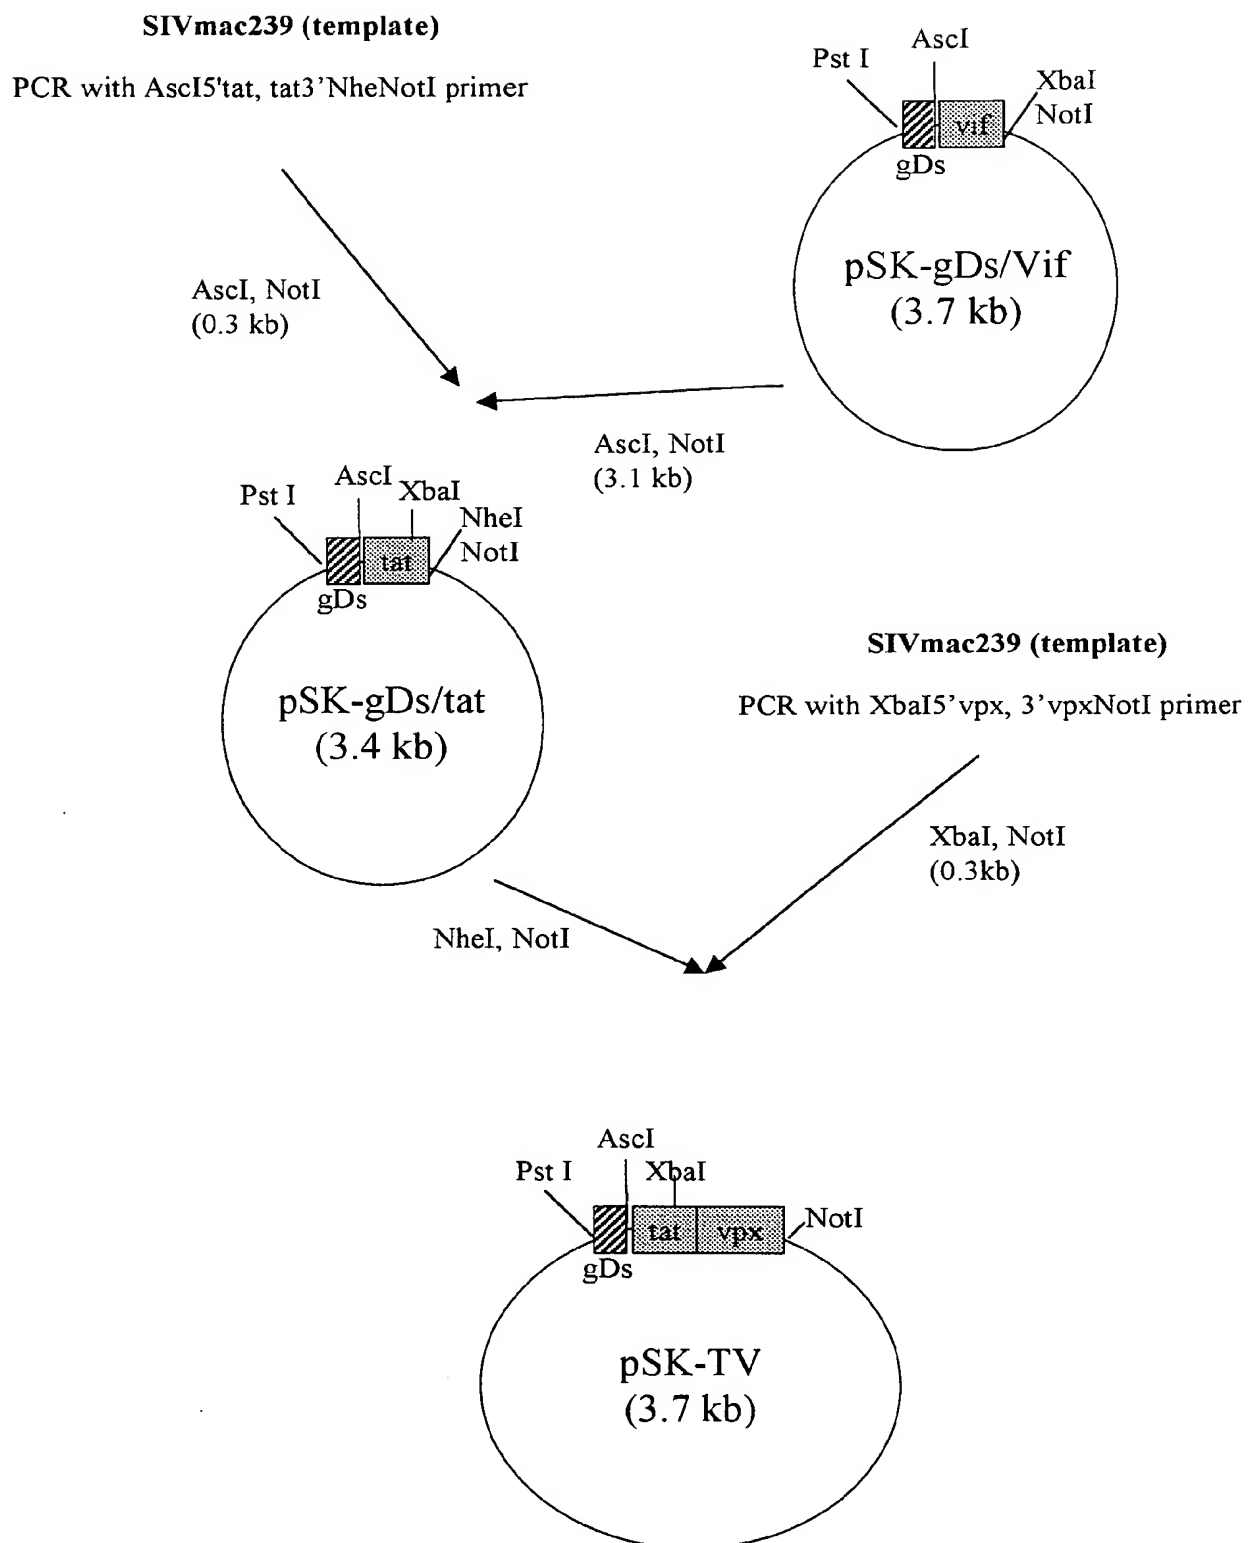 SIVmac239 (template)
PCR with AscI5'tat, tat3'NheNotI primer
AscI
Pst I
XbaI
NotI
vif
gDs
pSK-gDs/Vif
(3.7 kb)
AscI, NotI
(0.3 kb)
AscI, NotI
(3.1 kb)
AscI
XbaI
Pst I
NheI
NotI
tat
gDs
pSK-gDs/tat
(3.4 kb)
SIVmac239 (template)
PCR with XbaI5'vpx, 3'vpxNotI primer
XbaI, NotI
(0.3kb)
NheI, NotI
AscI
Pst I
XbaI
NotI
tat
vpx
gDs
pSK-TV
(3.7 kb)